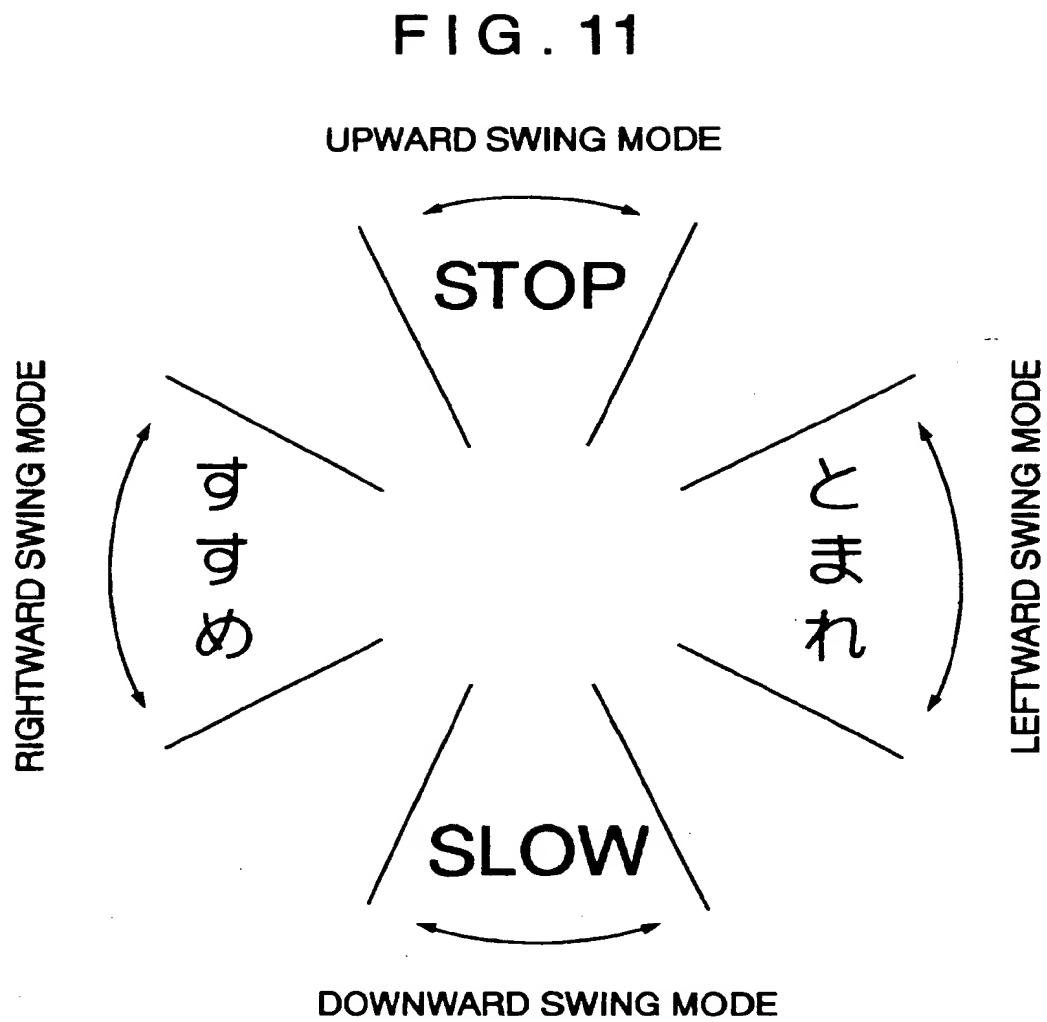 FIG. 11
UPWARD SWING MODE
STOP
RIGHTWARD SWING MODE
すすめ
とまれ
LEFTWARD SWING MODE
SLOW
DOWNWARD SWING MODE